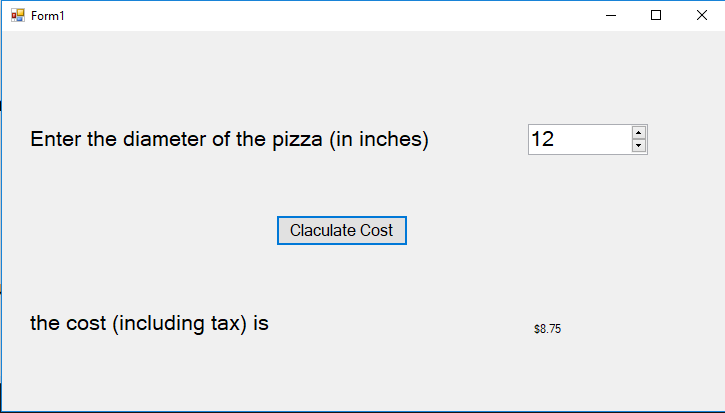 Form1
Enter the diameter of the pizza (in inches)
12
Claculate Cost
the cost (including tax) is
$8.75